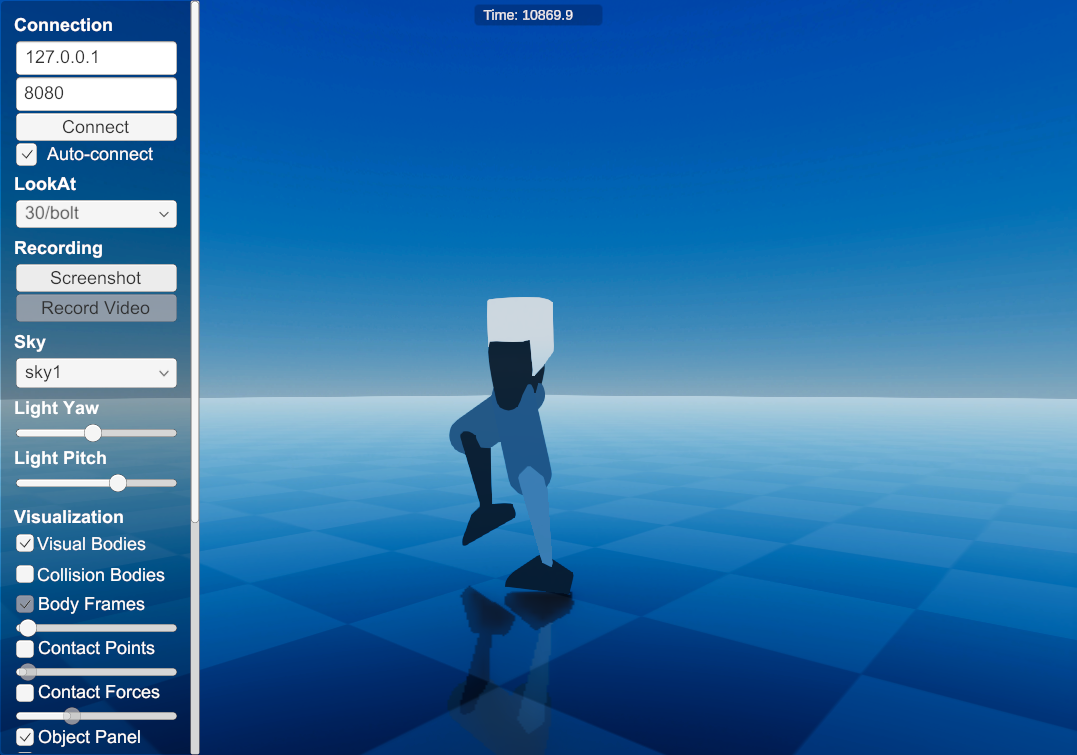 Time: 10869.9
Connection
127.0.0.1
8080
Connect
Auto-connect
LookAt
30/bolt
Recording
Screenshot
Record Video
Sky
sky1
Light Yaw
Light Pitch
Visualization
Visual Bodies
Collision Bodies
Body Frames
Contact Points
Contact Forces
Object Panel